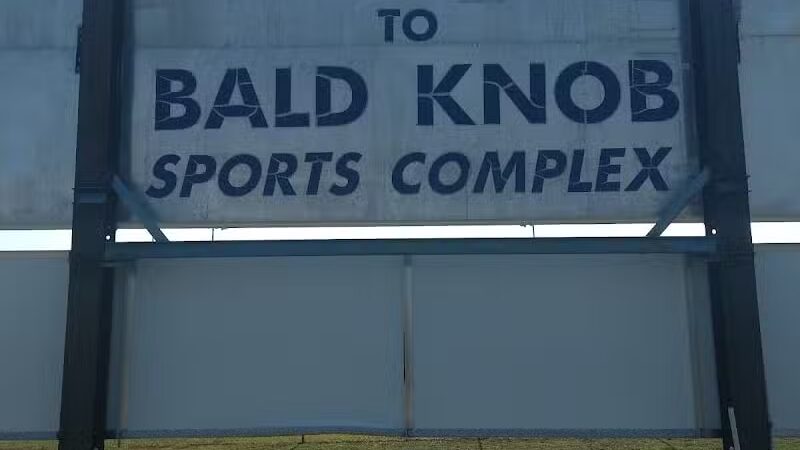 TO
BALD KNOB
SPORTS COMPLEX